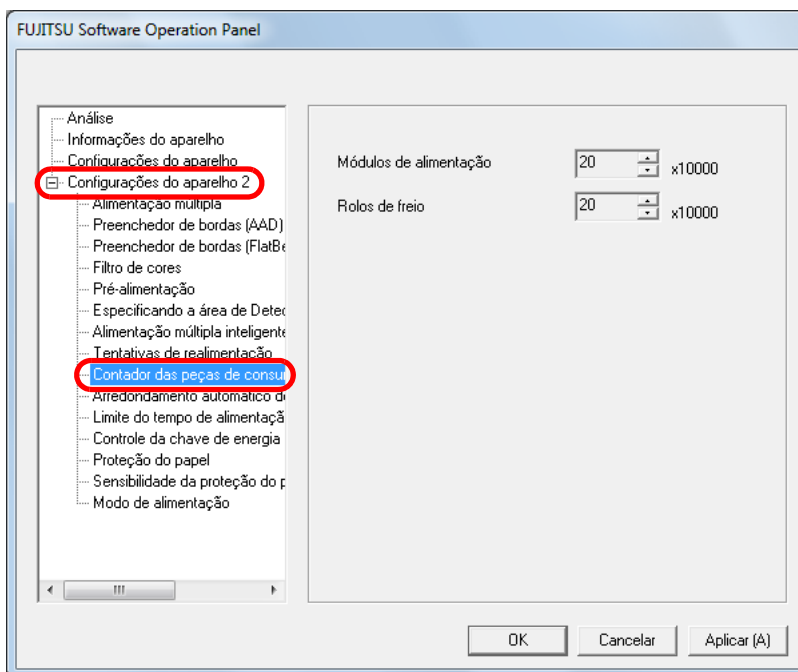 FUJITSU Software Operation Panel
Análise
Informações do aparelho
Configurações do aparelho
Configurações do aparelho 2
Alimentação múltipla
Preenchedor de bordas (AAD)
Preenchedor de bordas (FlatBe
Filtro de cores
Pré-alimentação
Especificando a área de Detec
Alimentação múltipla inteligente
Tentativas de realimentação
Contador das peças de consu
Arredondamento automático d
Limite do tempo de alimentaçã
Controle da chave de energia
Proteção do papel
Sensibilidade da proteção do p
Modo de alimentação
Módulos de alimentação 20 x10000
Rolos de freio 20 x10000
OK Cancelar Aplicar (A)